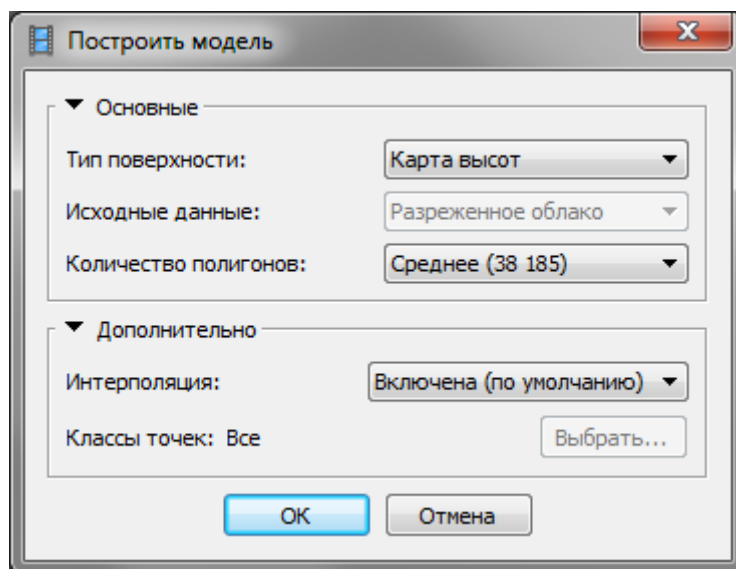 Построить модель
Основные
Тип поверхности: Карта высот
Исходные данные: Разреженное облако
Количество полигонов: Среднее (38 185)
Дополнительно
Интерполяция: Включена (по умолчанию)
Классы точек: Все Выбрать...
OK Отмена